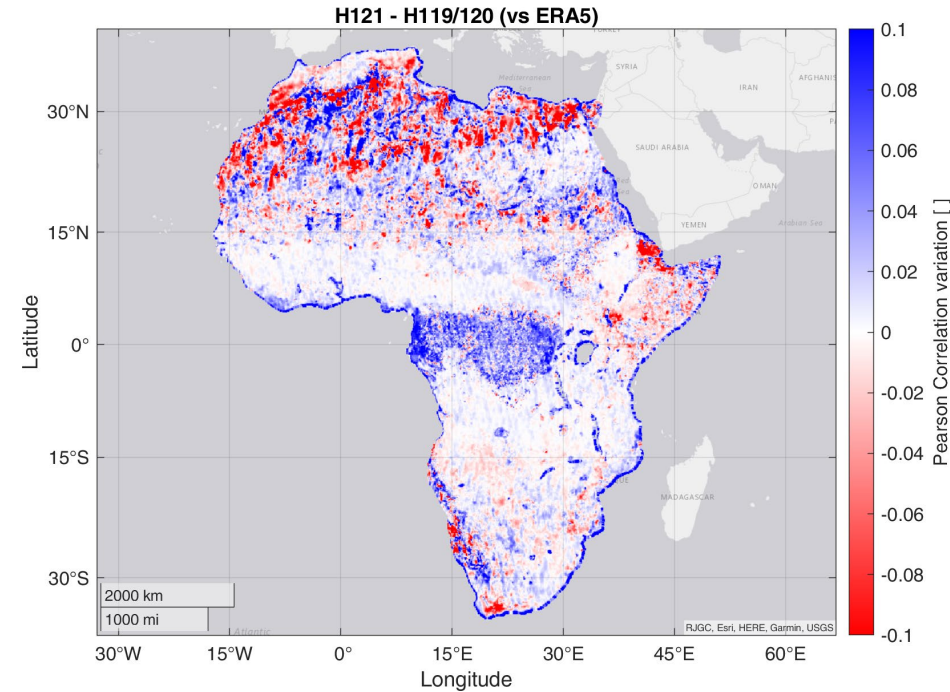 H121 - H119/120 (vs ERA5)
TURKEY
SYRIA
Mediterranean
Sea
IRAN
AFGHANIS
SAUDI ARABIA
OMAN
YEMEN
Arabian Sea
MADAGASCAR
Atlantic
30°N
15°N
0°
15°S
30°S
Latitude
2000 km
1000 mi
RJGC, Esri, HERE, Garmin, USGS
30°W
15°W
0°
15°E
30°E
45°E
60°E
Longitude
0.1
0.08
0.06
0.04
0.02
0
-0.02
-0.04
-0.06
-0.08
-0.1
Pearson Correlation variation [ ]